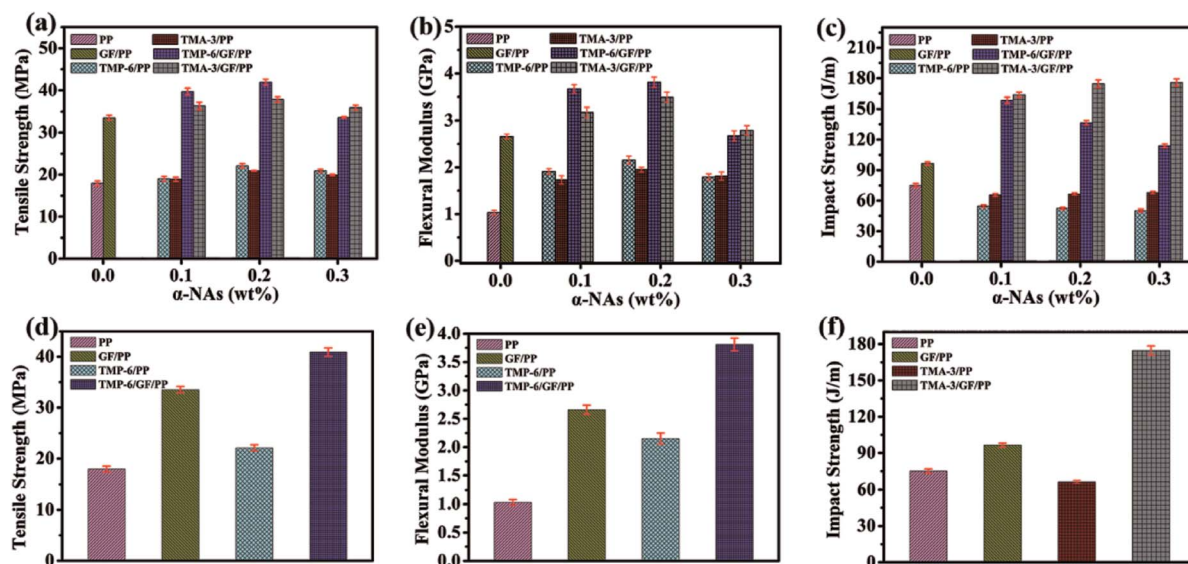 (a)
PP
TMA-3/PP
GF/PP
TMP-6/GF/PP
TMP-6/PP
TMA-3/GF/PP
Tensile Strength (MPa)
50
40
30
20
10
0
0.0 0.1 0.2 0.3
α-NAs (wt%)
(b)
PP
TMA-3/PP
GF/PP
TMP-6/GF/PP
TMP-6/PP
TMA-3/GF/PP
Flexural Modulus (GPa)
5
4
3
2
1
0
0.0 0.1 0.2 0.3
α-NAs (wt%)
(c)
PP
TMA-3/PP
GF/PP
TMP-6/GF/PP
TMP-6/PP
TMA-3/GF/PP
Impact Strength (J/m)
210
180
150
120
90
60
30
0
0.0 0.1 0.2 0.3
α-NAs (wt%)
(d)
PP
GF/PP
TMP-6/PP
TMP-6/GF/PP
Tensile Strength (MPa)
40
30
20
10
0
(e)
PP
GF/PP
TMP-6/PP
TMP-6/GF/PP
Flexural Modulus (GPa)
4.0
3.5
3.0
2.5
2.0
1.5
1.0
0.5
0.0
(f)
PP
GF/PP
TMA-3/PP
TMA-3/GF/PP
Impact Strength (J/m)
180
150
120
90
60
30
0